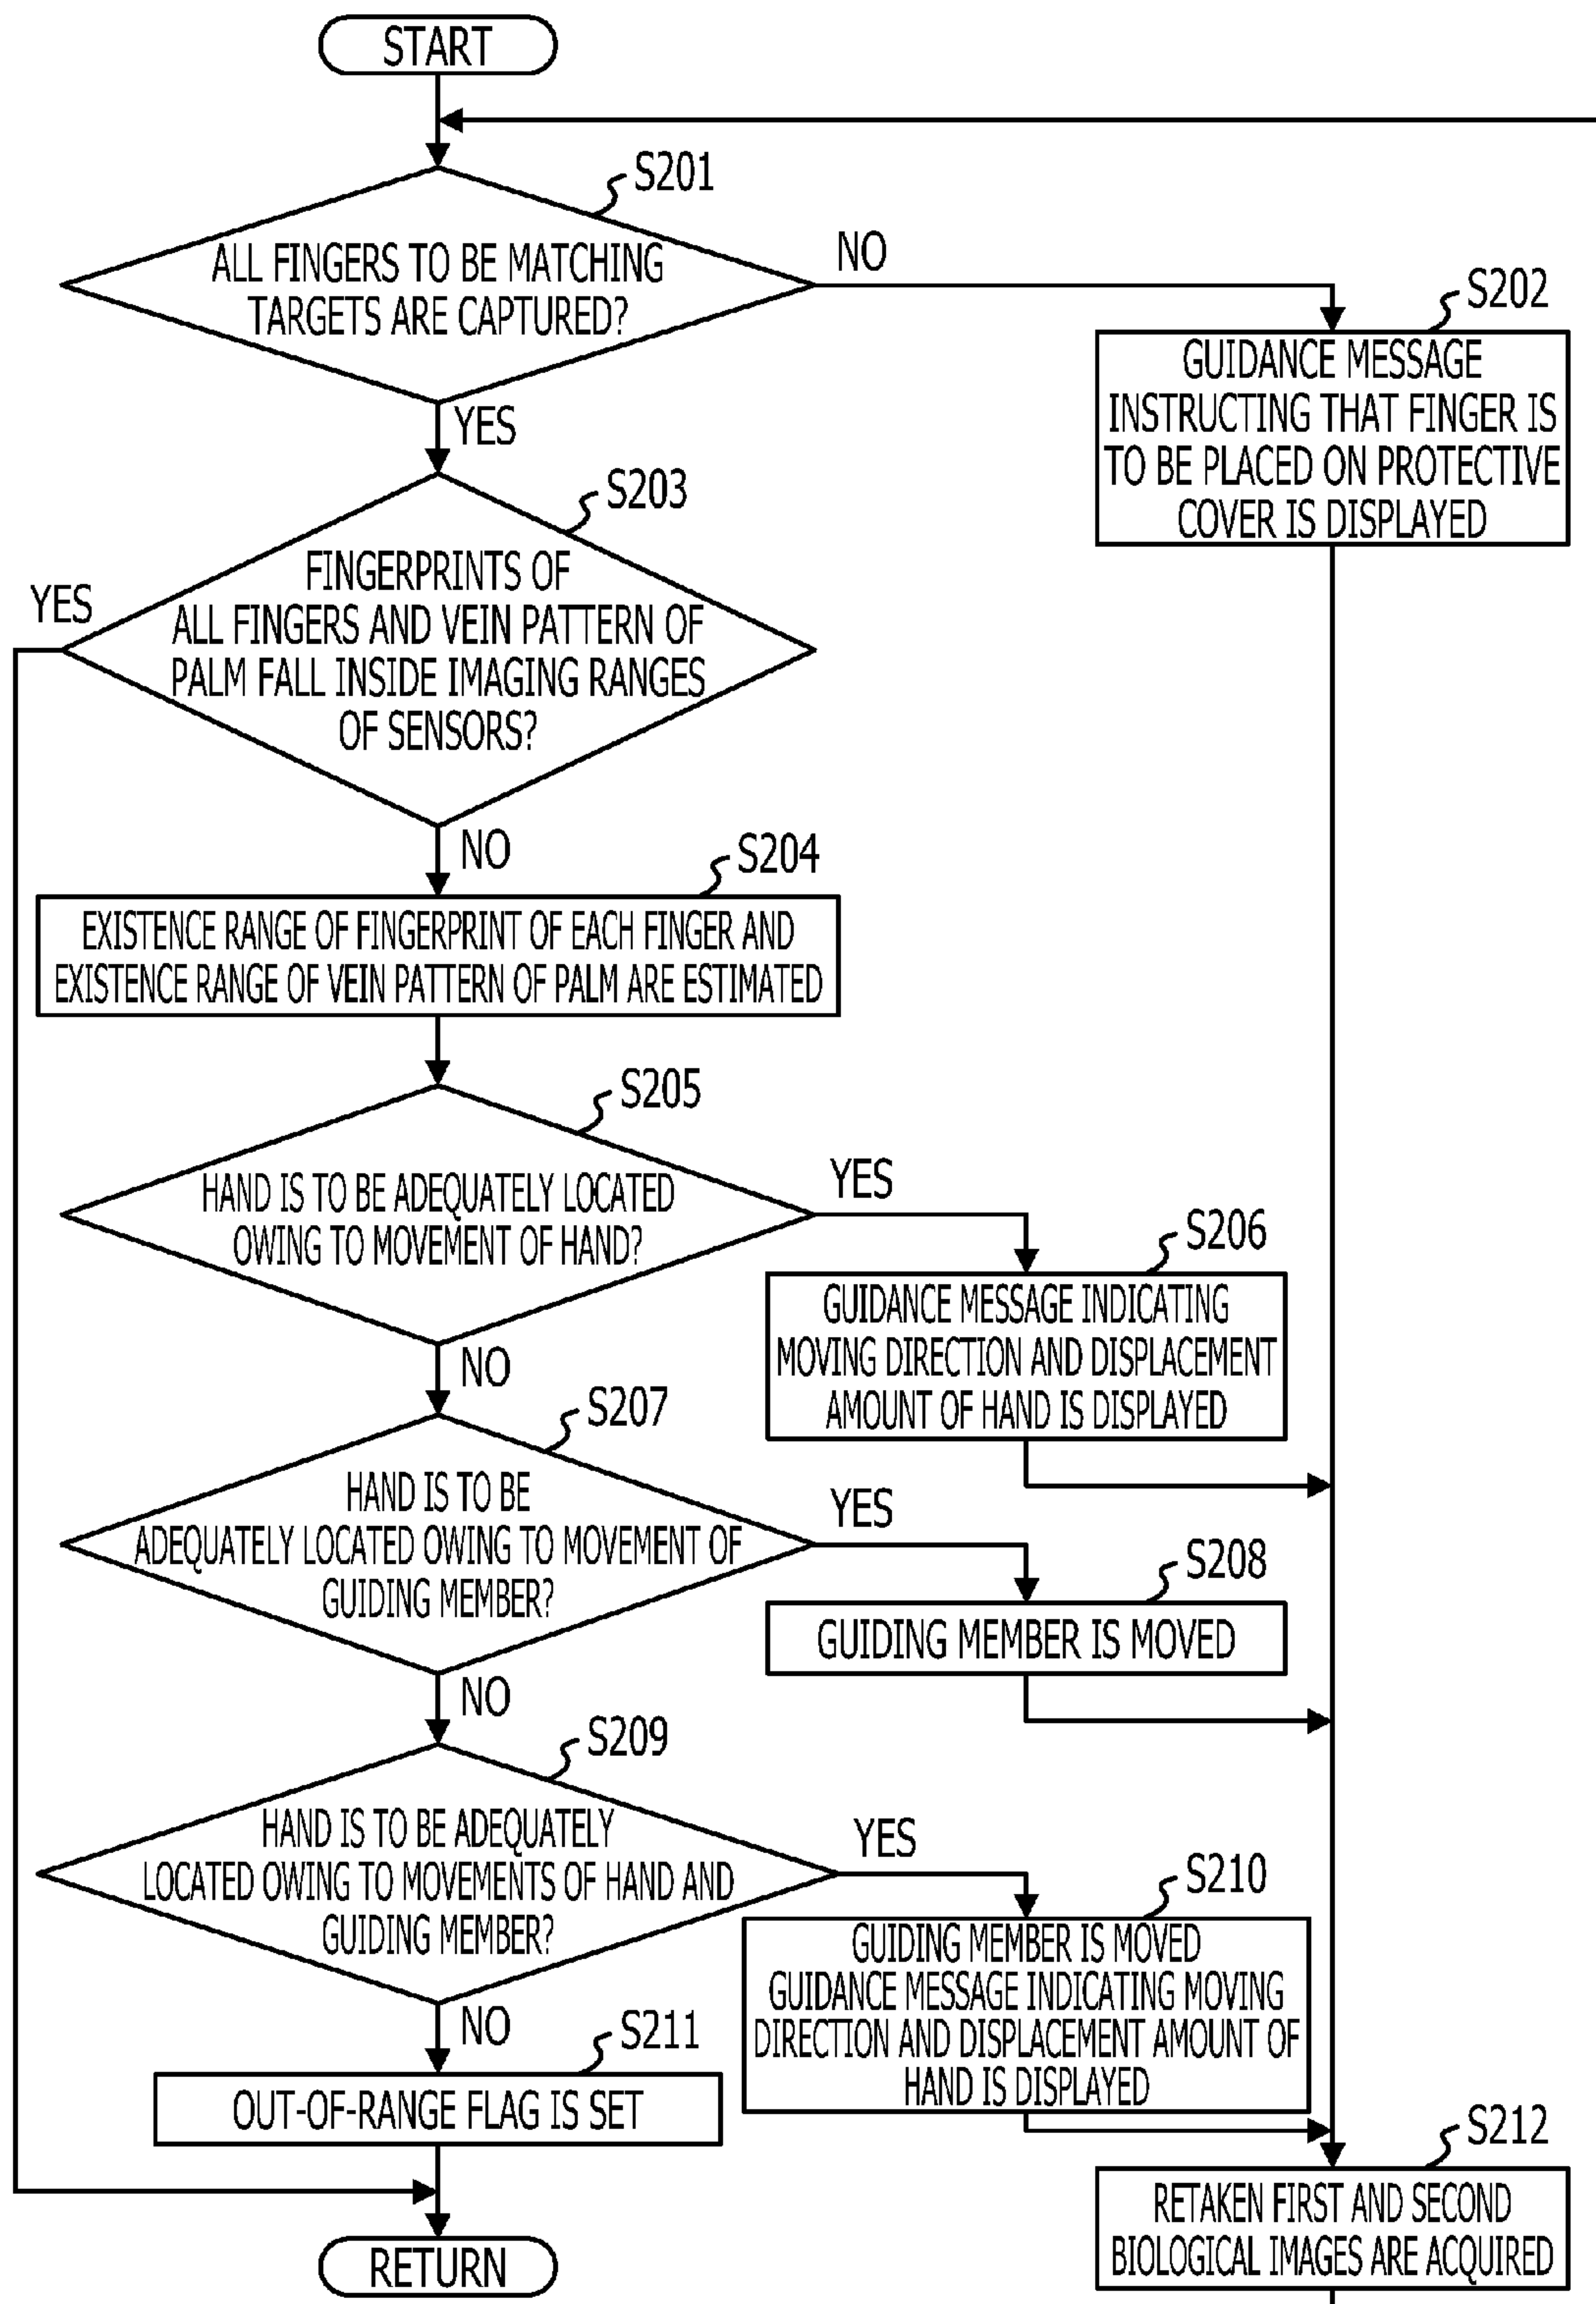 START
S201
ALL FINGERS TO BE MATCHING
TARGETS ARE CAPTURED?
NO
YES
S202
GUIDANCE MESSAGE
INSTRUCTING THAT FINGER IS
TO BE PLACED ON PROTECTIVE
COVER IS DISPLAYED
S203
FINGERPRINTS OF
ALL FINGERS AND VEIN PATTERN OF
PALM FALL INSIDE IMAGING RANGES
OF SENSORS?
YES
NO
S204
EXISTENCE RANGE OF FINGERPRINT OF EACH FINGER AND
EXISTENCE RANGE OF VEIN PATTERN OF PALM ARE ESTIMATED
S205
HAND IS TO BE ADEQUATELY LOCATED
OWING TO MOVEMENT OF HAND?
YES
NO
S206
GUIDANCE MESSAGE INDICATING
MOVING DIRECTION AND DISPLACEMENT
AMOUNT OF HAND IS DISPLAYED
S207
HAND IS TO BE
ADEQUATELY LOCATED OWING TO MOVEMENT OF
GUIDING MEMBER?
YES
NO
S208
GUIDING MEMBER IS MOVED
S209
HAND IS TO BE ADEQUATELY
LOCATED OWING TO MOVEMENTS OF HAND AND
GUIDING MEMBER?
YES
NO
S210
GUIDING MEMBER IS MOVED
GUIDANCE MESSAGE INDICATING MOVING
DIRECTION AND DISPLACEMENT AMOUNT OF
HAND IS DISPLAYED
S211
OUT-OF-RANGE FLAG IS SET
S212
RETAKEN FIRST AND SECOND
BIOLOGICAL IMAGES ARE ACQUIRED
RETURN